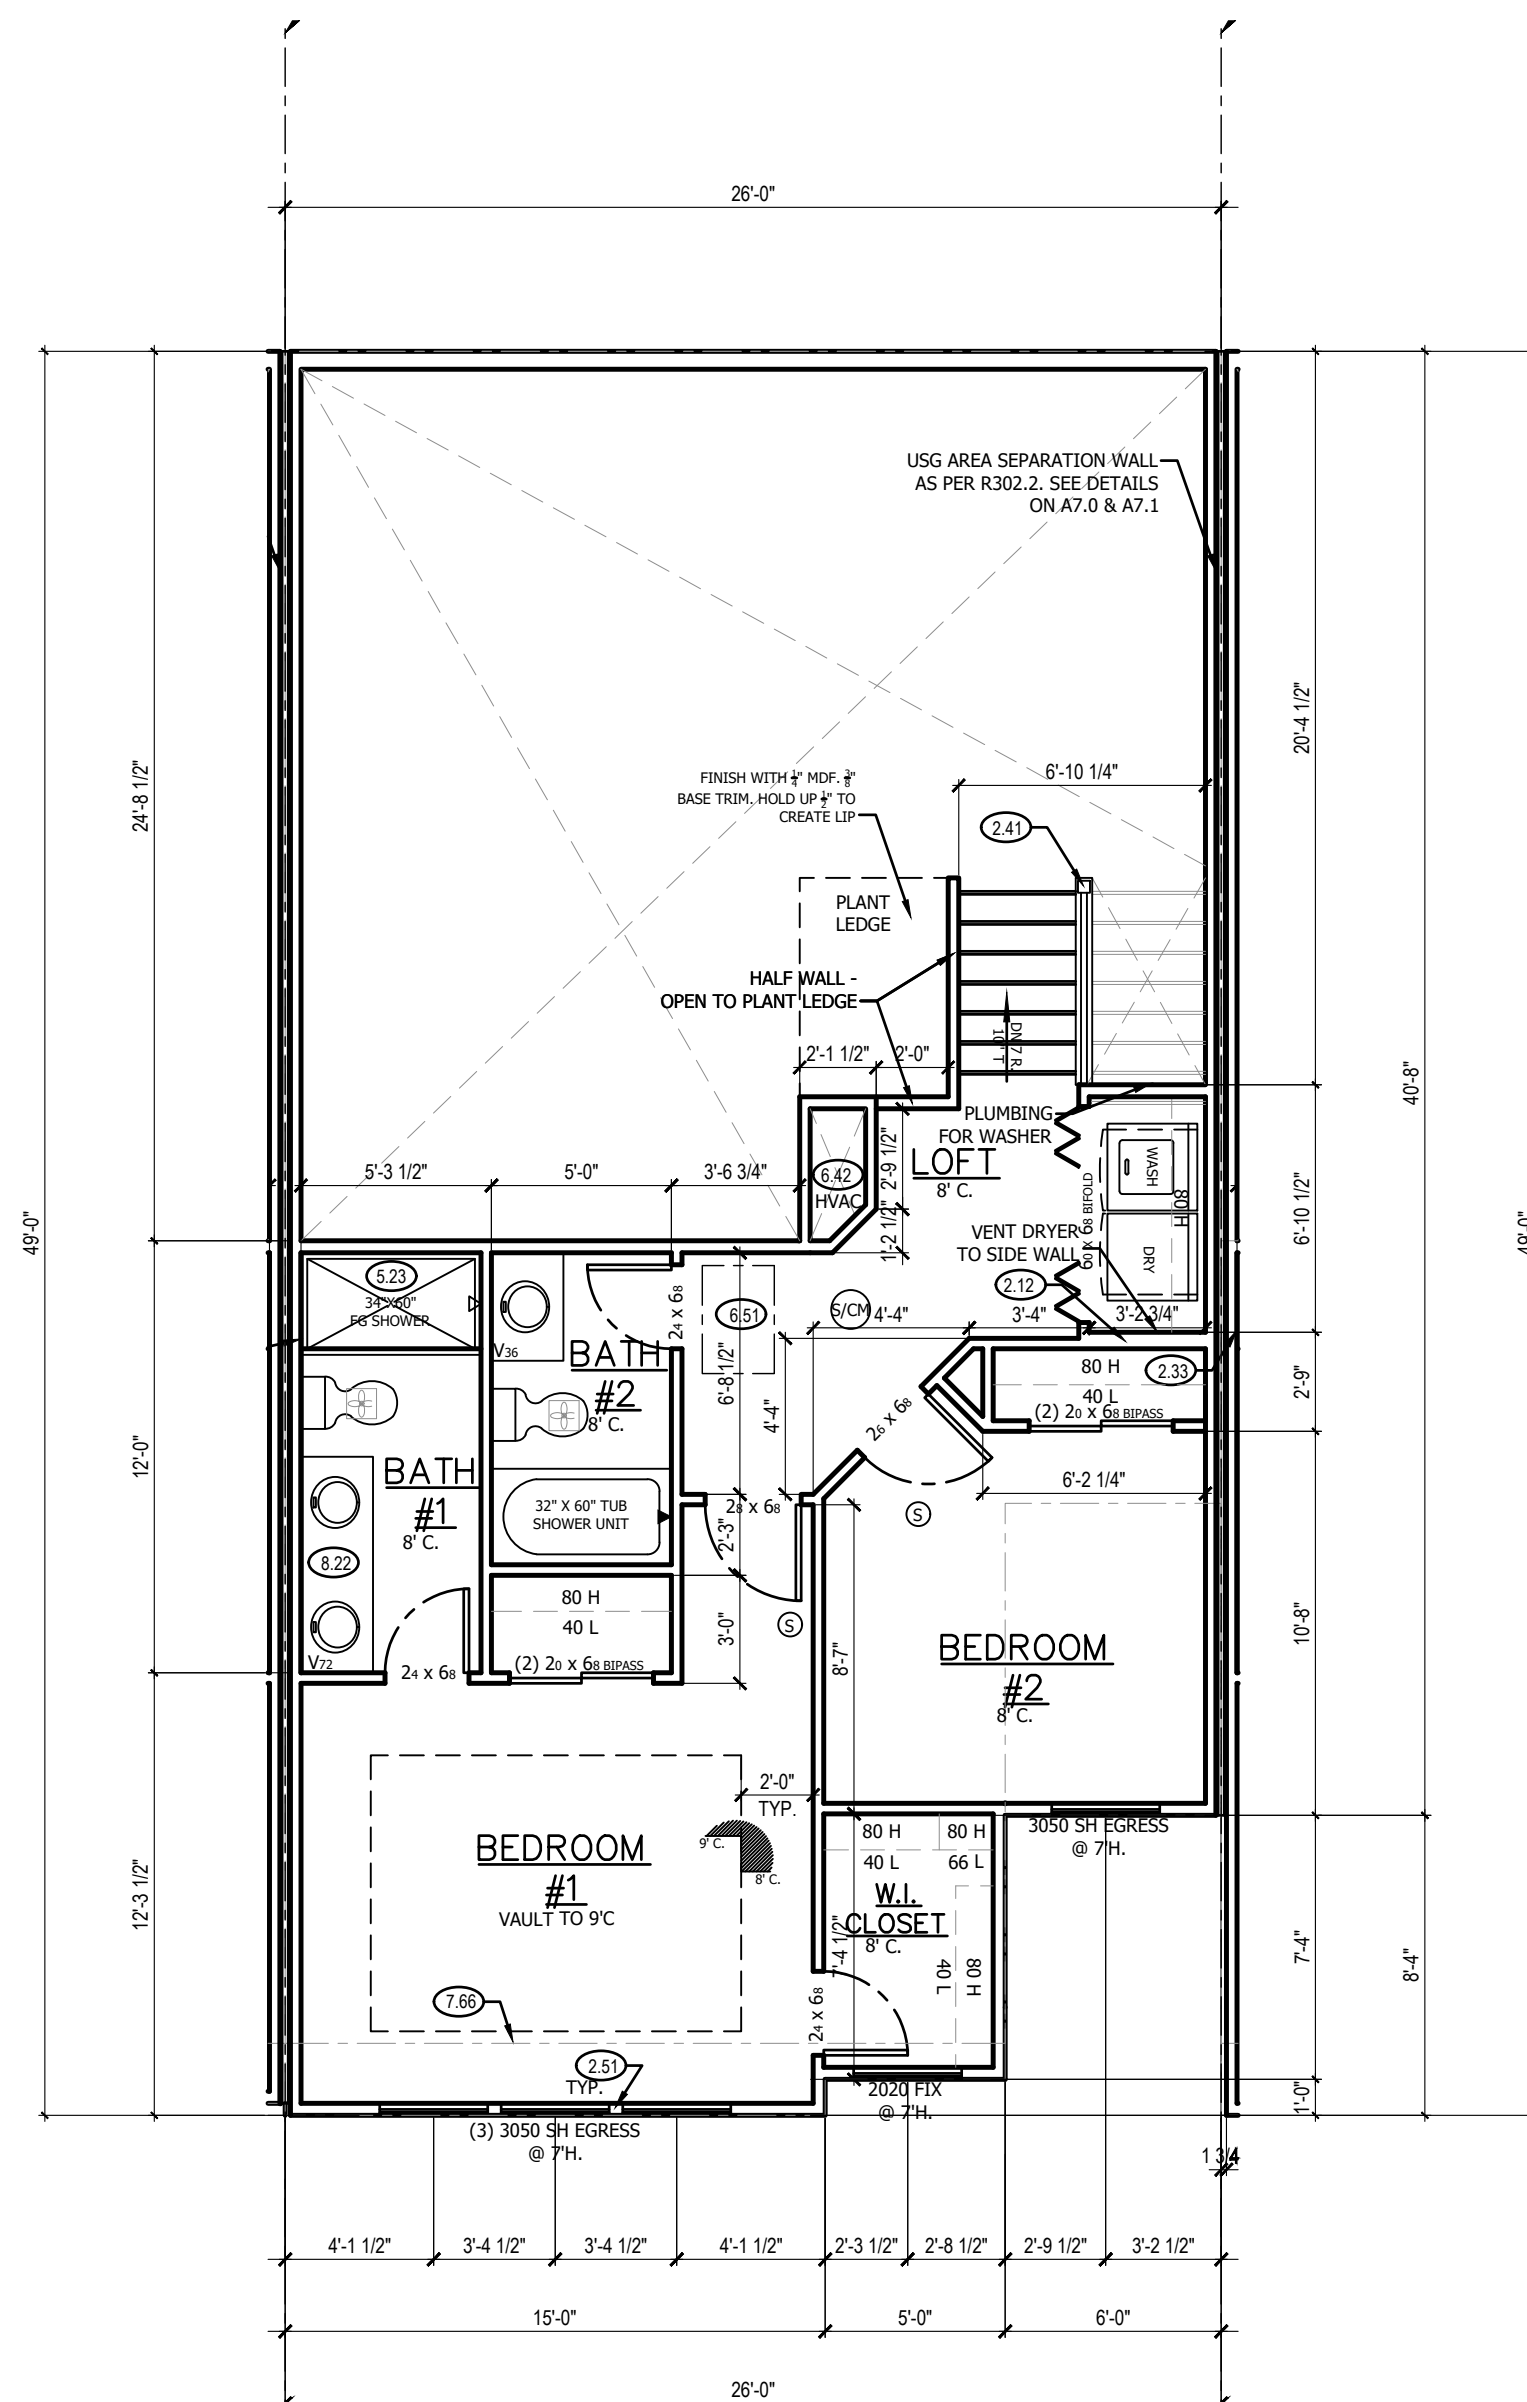 26'-0"
USG AREA SEPARATION WALL
AS PER R302.2. SEE DETAILS
ON A7.0 & A7.1
49'-0"
24'-8 1/2"
20'-4 1/2"
40'-8"
49'-0"
6'-10 1/4"
FINISH WITH 1/4" MDF. 3/8"
BASE TRIM. HOLD UP 1/2" TO
CREATE LIP
2.41
PLANT
LEDGE
HALF WALL -
OPEN TO PLANT LEDGE
DN 7 R.
10" T
2'-1 1/2"
2'-0"
PLUMBING
FOR WASHER
LOFT
8' C.
5'-3 1/2"
5'-0"
3'-6 3/4"
6.42
HVAC
2'-9 1/2"
1'-2 1/2"
WASH
80 H
DRY
6'-10 1/2"
VENT DRYER
TO SIDE WALL
2.12
5.23
34"X60"
FG SHOWER
V36
24 x 68
6.51
S/CM
4'-4"
3'-4"
3'-2 3/4"
BATH
#2
8' C.
6'-8 1/2"
4'-4"
26 x 68
80 H
40 L
2.33
(2) 20 x 68 BIPASS
2'-9"
12'-0"
BATH
#1
8' C.
6'-2 1/4"
32" X 60" TUB
SHOWER UNIT
28 x 68
S
2'-3"
8.22
80 H
40 L
S
3'-0"
8'-7"
BEDROOM
#2
8' C.
10'-8"
V72
24 x 68
(2) 20 x 68 BIPASS
2'-0"
TYP.
3050 SH EGRESS
@ 7'H.
BEDROOM
#1
VAULT TO 9'C
9' C.
8' C.
80 H
80 H
40 L
66 L
W.I.
CLOSET
8' C.
7'-4 1/2"
80 H
40 L
12'-3 1/2"
7'-4"
8'-4"
7.66
24 x 68
2.51
TYP.
2020 FIX
@ 7'H.
1'-0"
(3) 3050 SH EGRESS
@ 7'H.
1 3/4
4'-1 1/2"
3'-4 1/2"
3'-4 1/2"
4'-1 1/2"
2'-3 1/2"
2'-8 1/2"
2'-9 1/2"
3'-2 1/2"
15'-0"
5'-0"
6'-0"
26'-0"